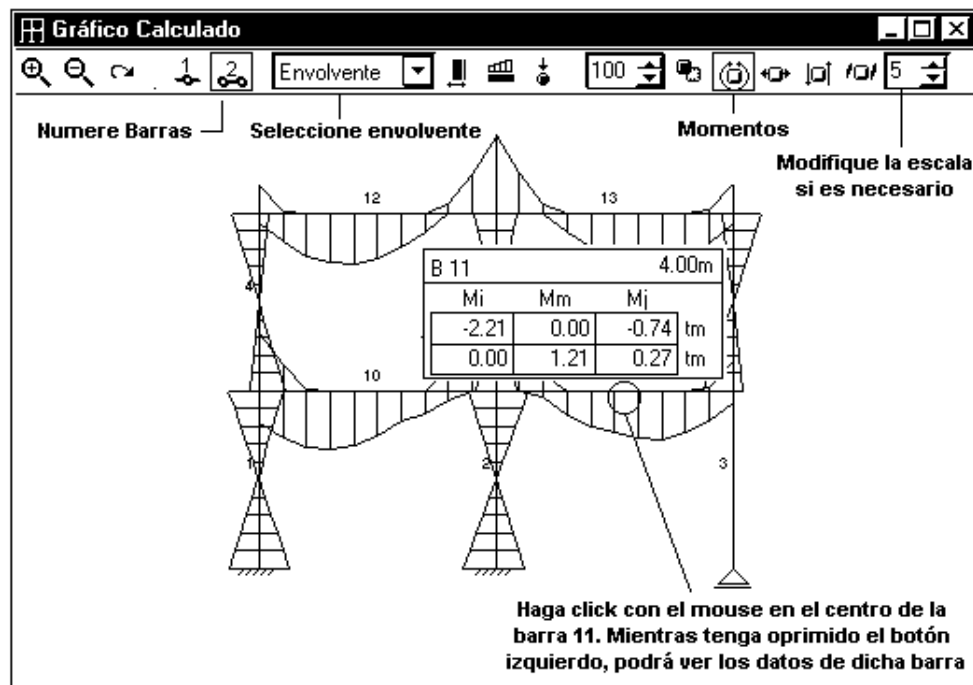 Gráfico Calculado
1 2 Envolvente 100 5
Numere Barras Seleccione envolvente Momentos
Modifique la escala
si es necesario
12 13
B 11 4.00m
4
Mi Mm Mj
-2.21 0.00 -0.74 tm
0.00 1.21 0.27 tm
10
1 2 3
Haga click con el mouse en el centro de la
barra 11. Mientras tenga oprimido el botón
izquierdo, podrá ver los datos de dicha barra